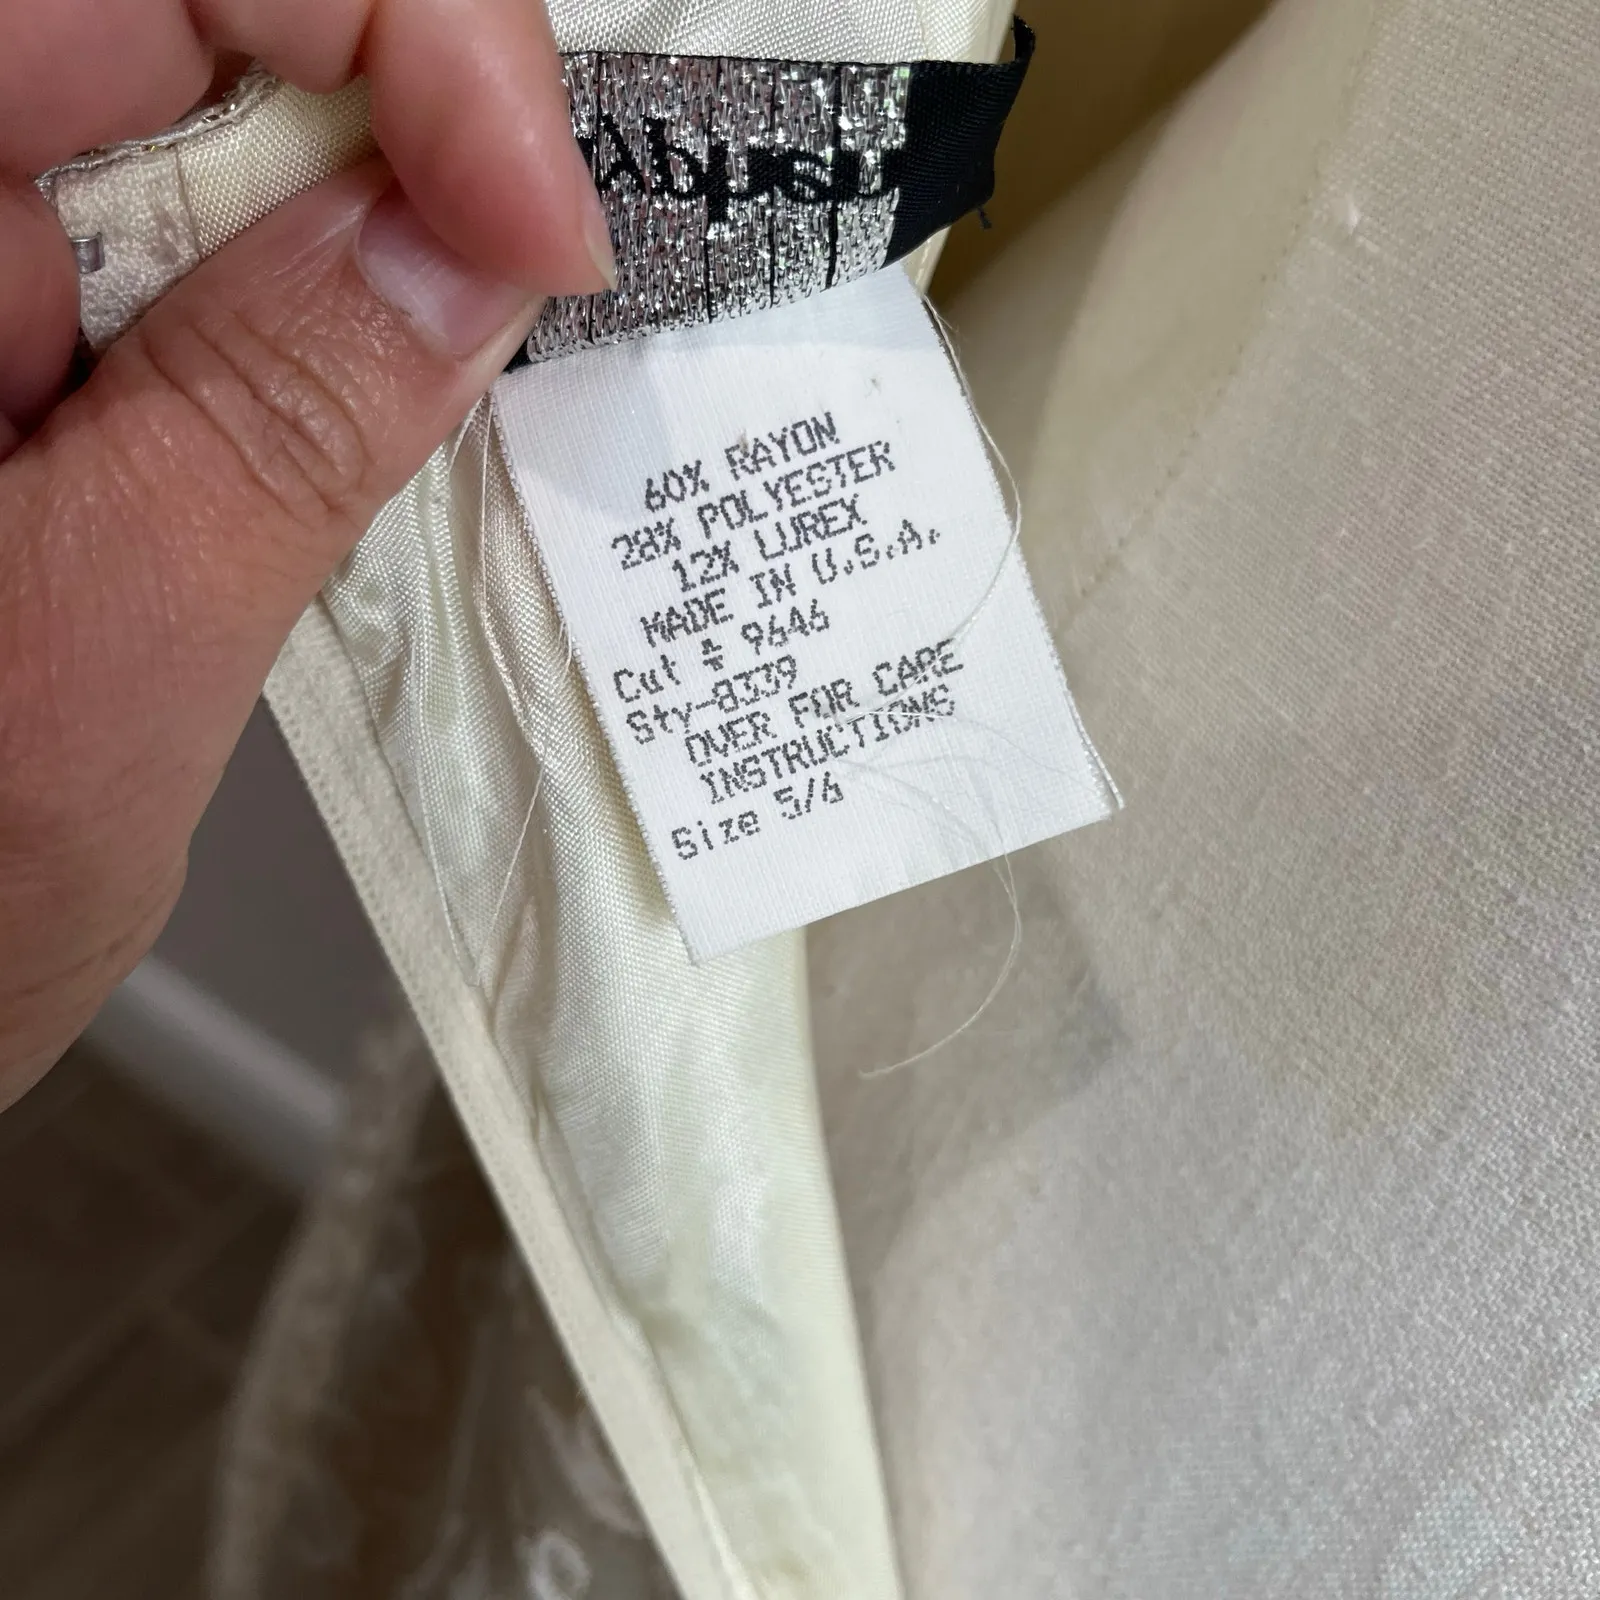 60% RAYON
28% POLYESTER
12% LUREX
MADE IN U.S.A.
Cut # 9646
Sty-8339
OVER FOR CARE
INSTRUCTIONS
Size 5/6